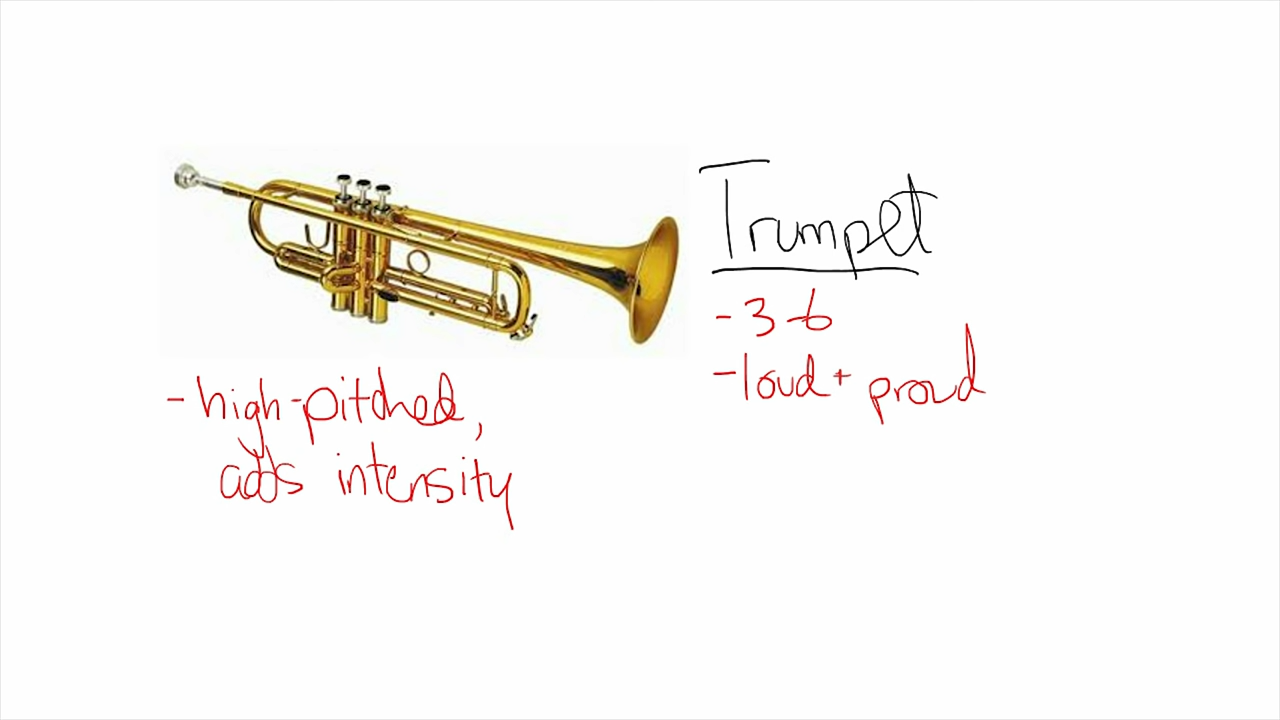 Trumpet
- 3-6
- loud + proud
- high-pitched,
adds intensity